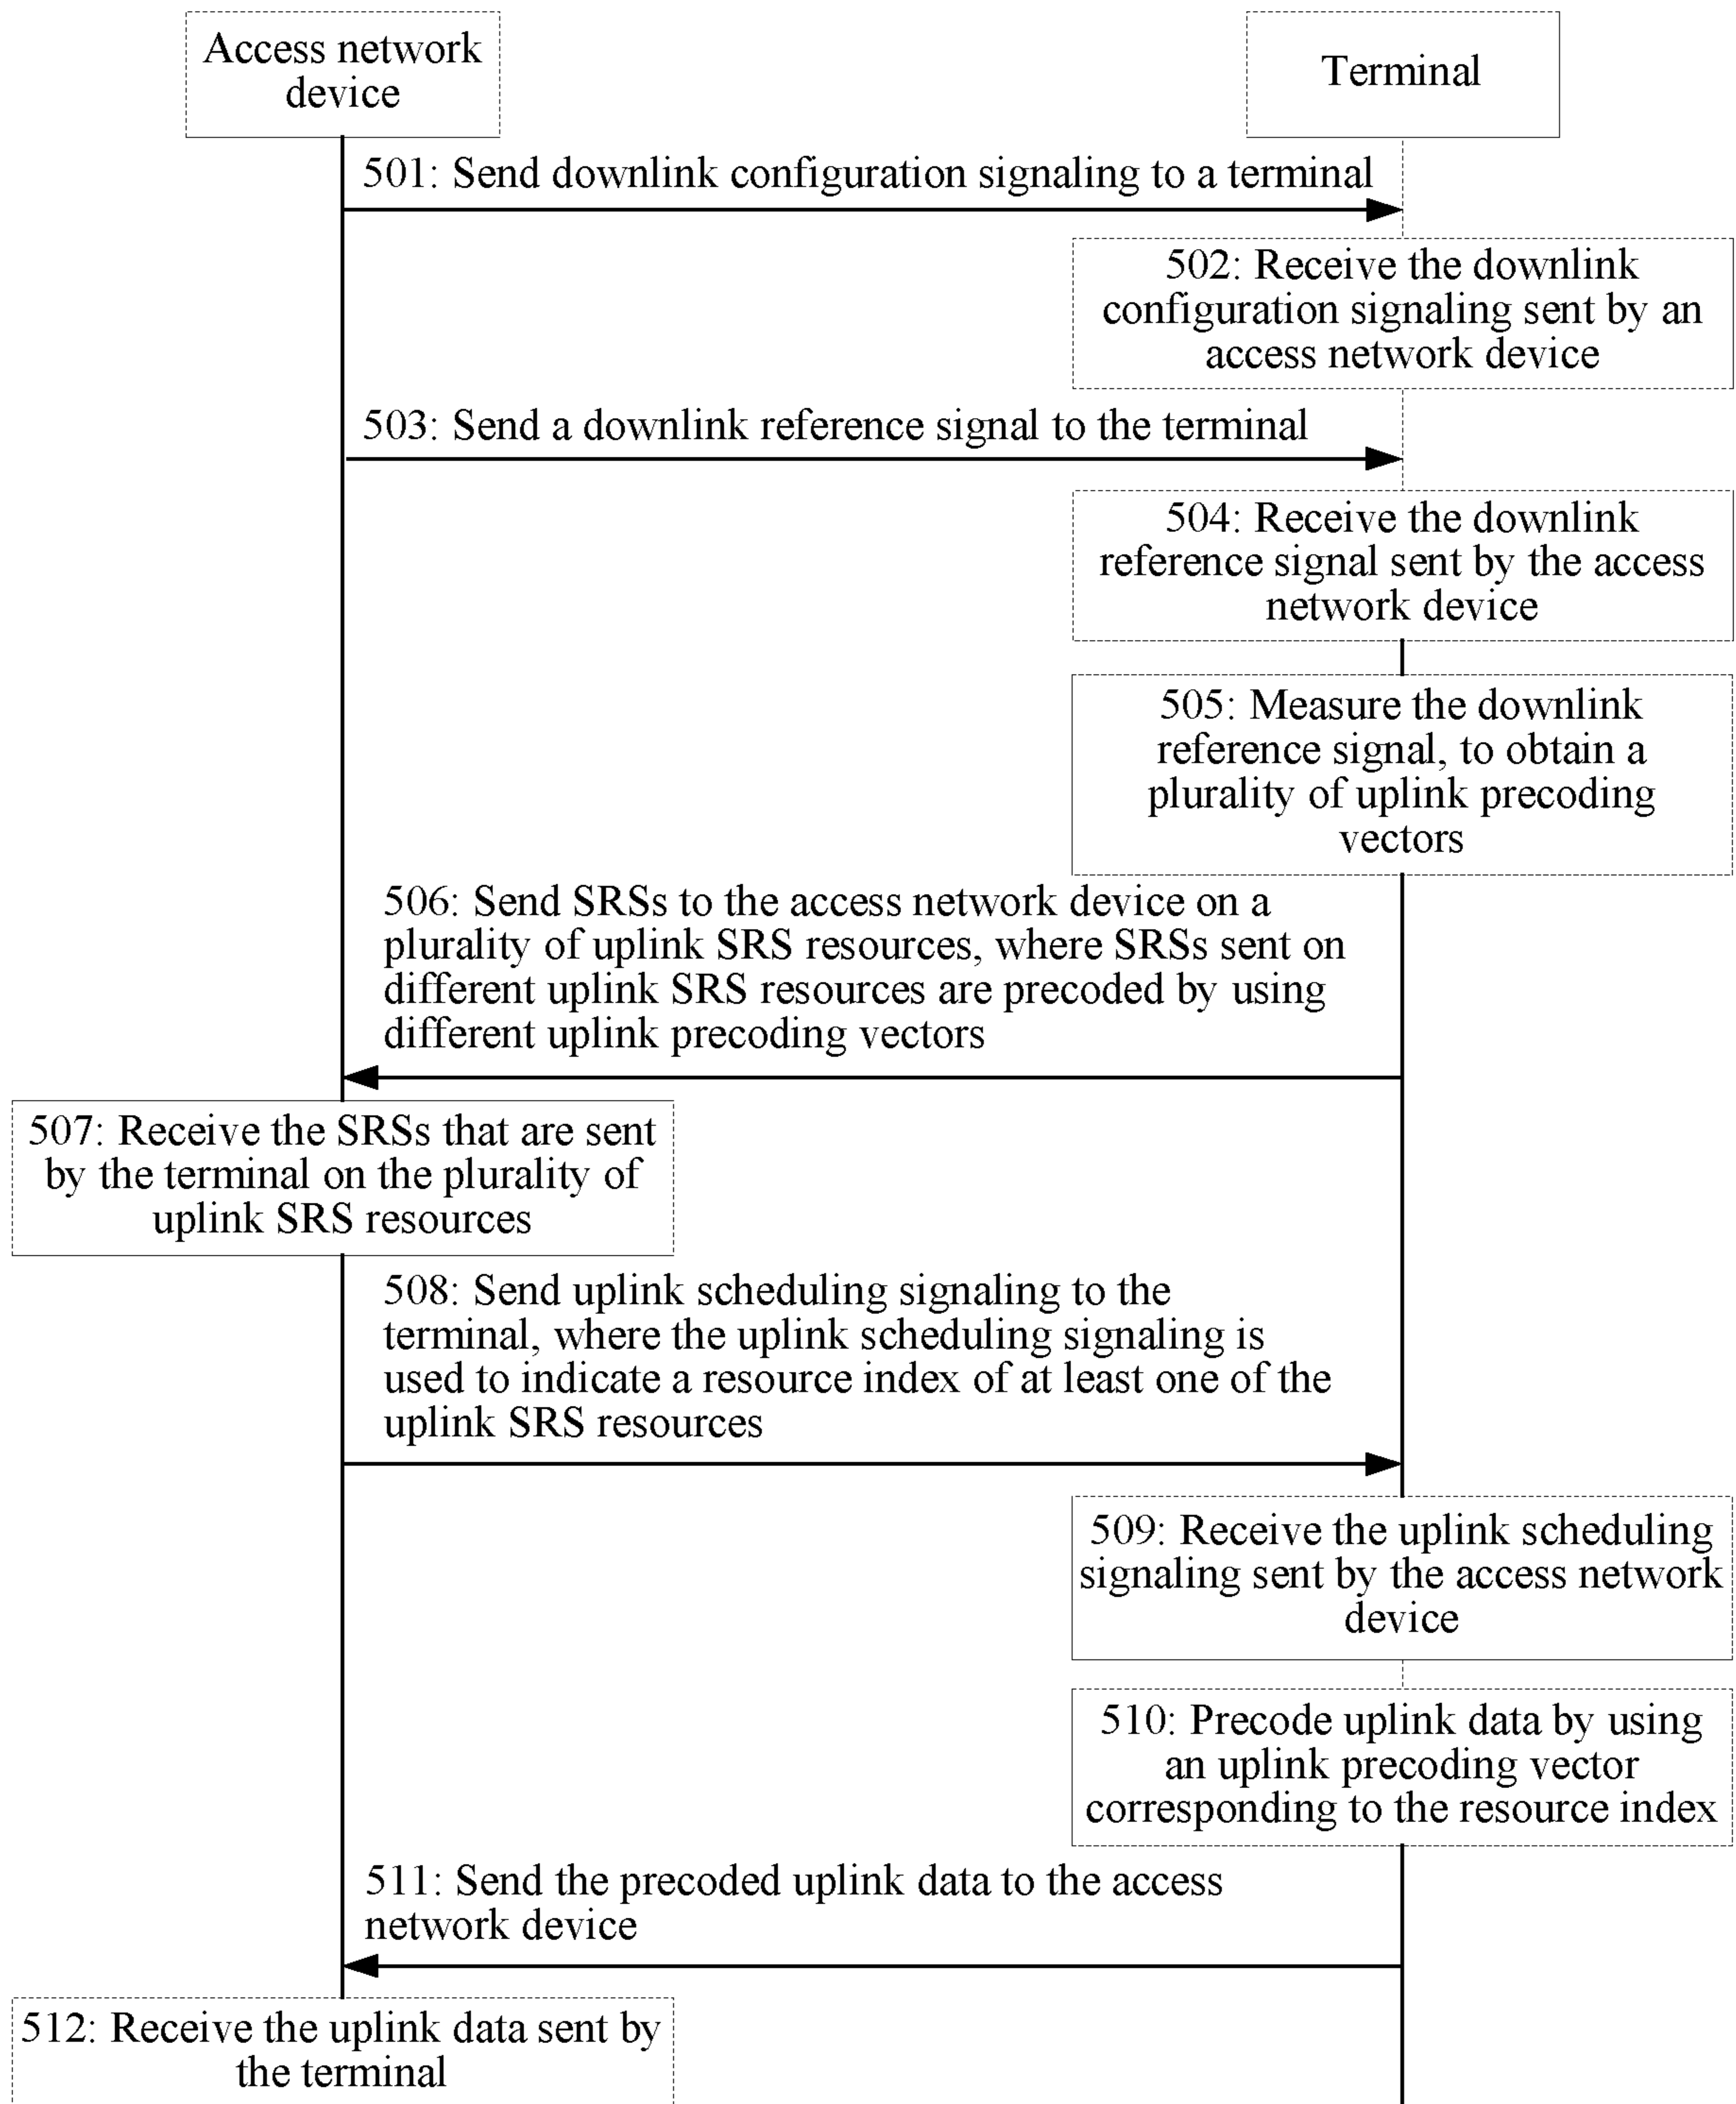 Access network
device
Terminal
501: Send downlink configuration signaling to a terminal
502: Receive the downlink
configuration signaling sent by an
access network device
503: Send a downlink reference signal to the terminal
504: Receive the downlink
reference signal sent by the access
network device
505: Measure the downlink
reference signal, to obtain a
plurality of uplink precoding
vectors
506: Send SRSs to the access network device on a
plurality of uplink SRS resources, where SRSs sent on
different uplink SRS resources are precoded by using
different uplink precoding vectors
507: Receive the SRSs that are sent
by the terminal on the plurality of
uplink SRS resources
508: Send uplink scheduling signaling to the
terminal, where the uplink scheduling signaling is
used to indicate a resource index of at least one of the
uplink SRS resources
509: Receive the uplink scheduling
signaling sent by the access network
device
510: Precode uplink data by using
an uplink precoding vector
corresponding to the resource index
511: Send the precoded uplink data to the access
network device
512: Receive the uplink data sent by
the terminal